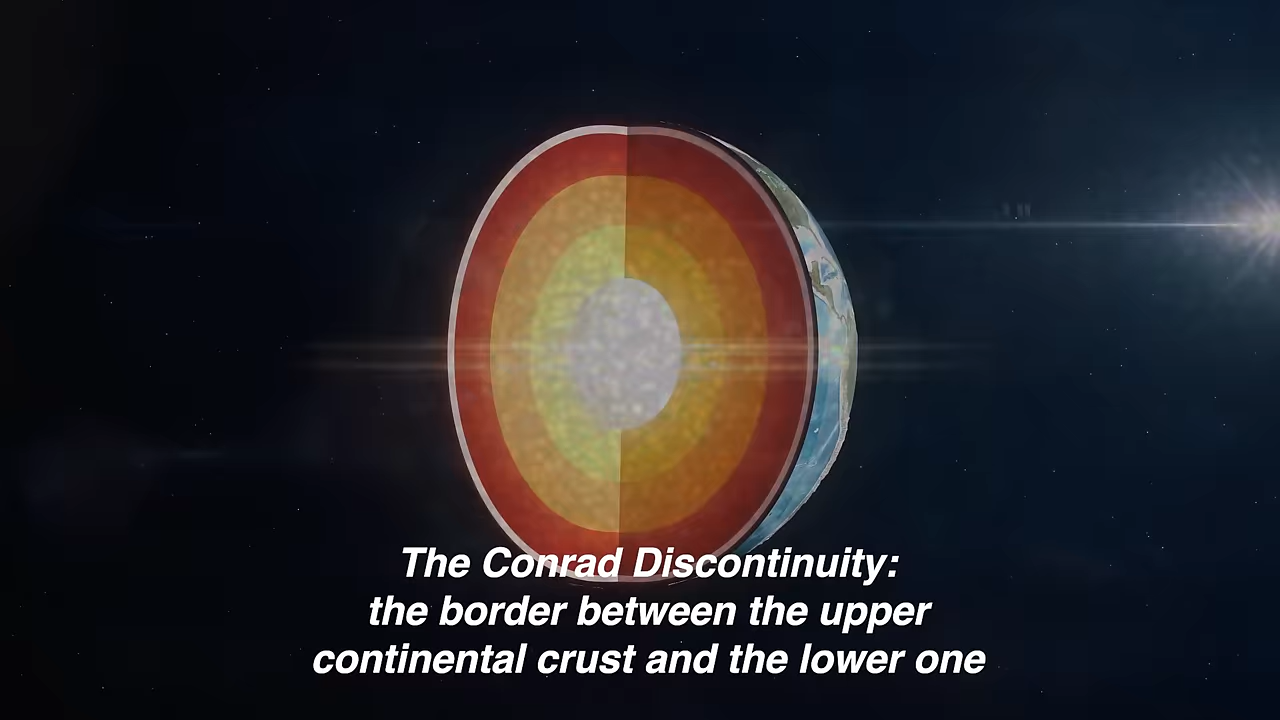 The Conrad Discontinuity:
the border between the upper
continental crust and the lower one